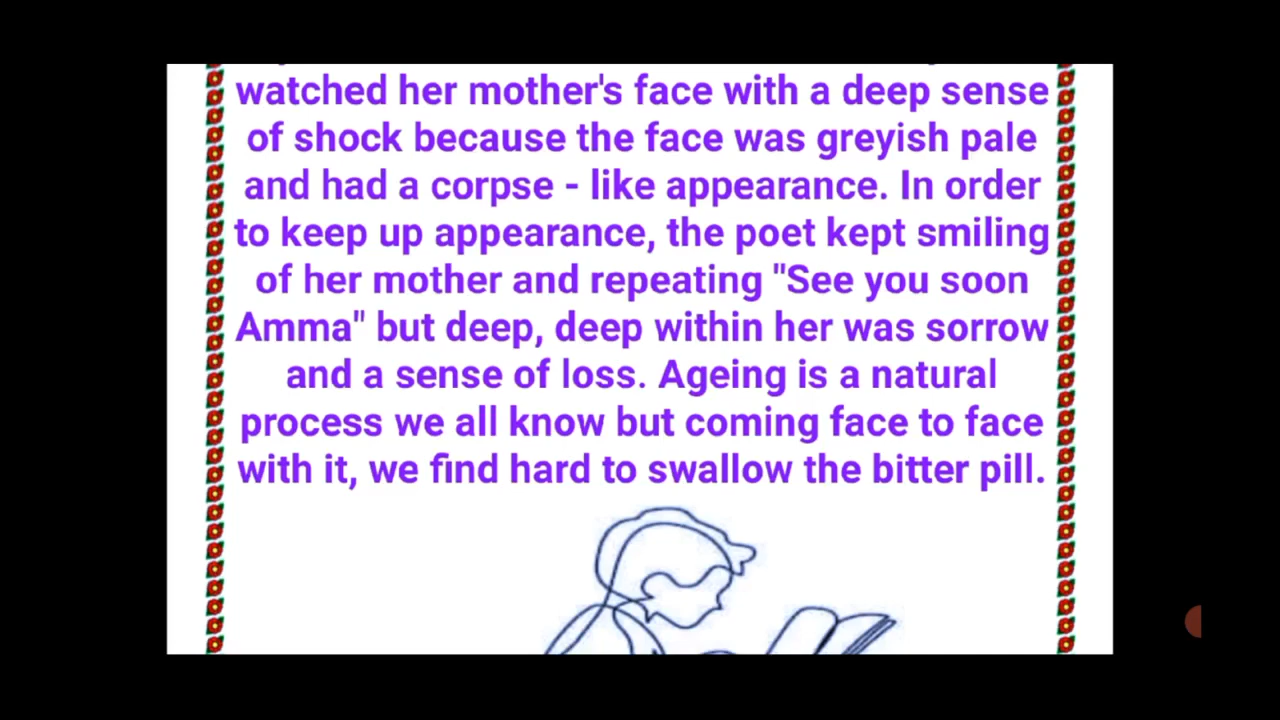 watched her mother's face with a deep sense
of shock because the face was greyish pale
and had a corpse - like appearance. In order
to keep up appearance, the poet kept smiling
of her mother and repeating "See you soon
Amma" but deep, deep within her was sorrow
and a sense of loss. Ageing is a natural
process we all know but coming face to face
with it, we find hard to swallow the bitter pill.